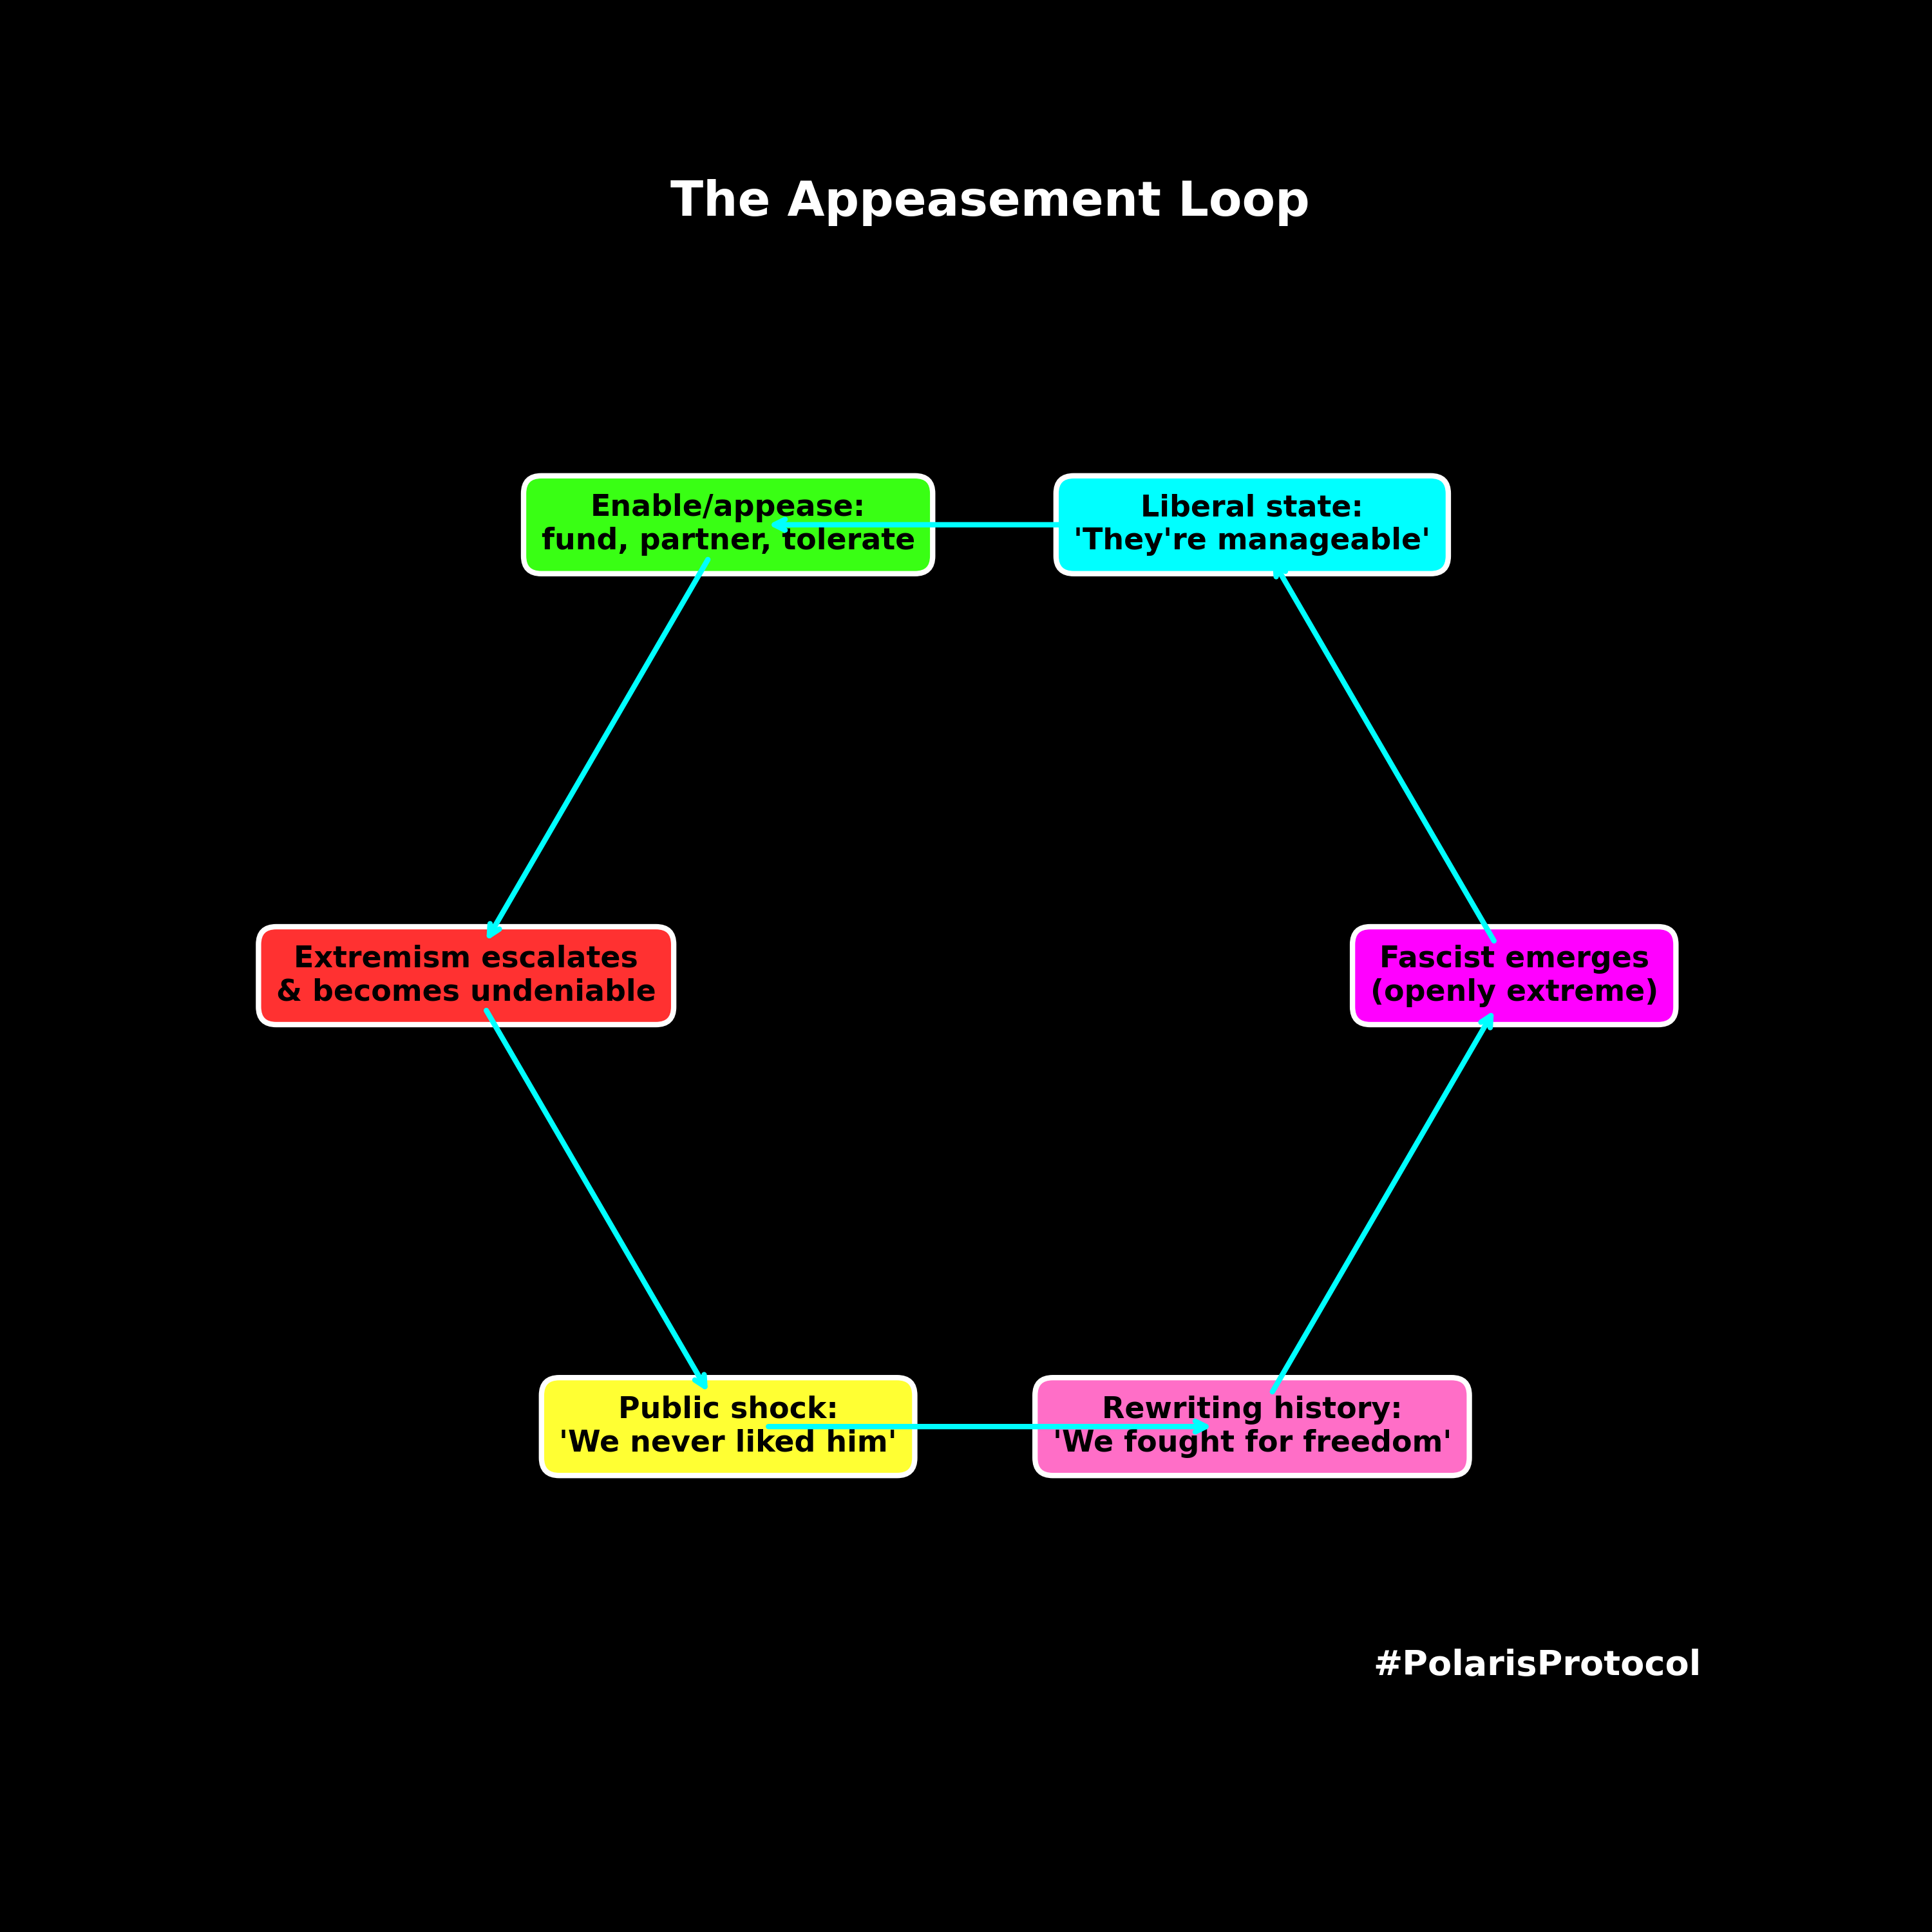 The Appeasement Loop
Enable/appease:
fund, partner, tolerate
Liberal state:
'They're manageable'
Extremism escalates
& becomes undeniable
Fascist emerges
(openly extreme)
Public shock:
'We never liked him'
Rewriting history:
'We fought for freedom'
#PolarisProtocol